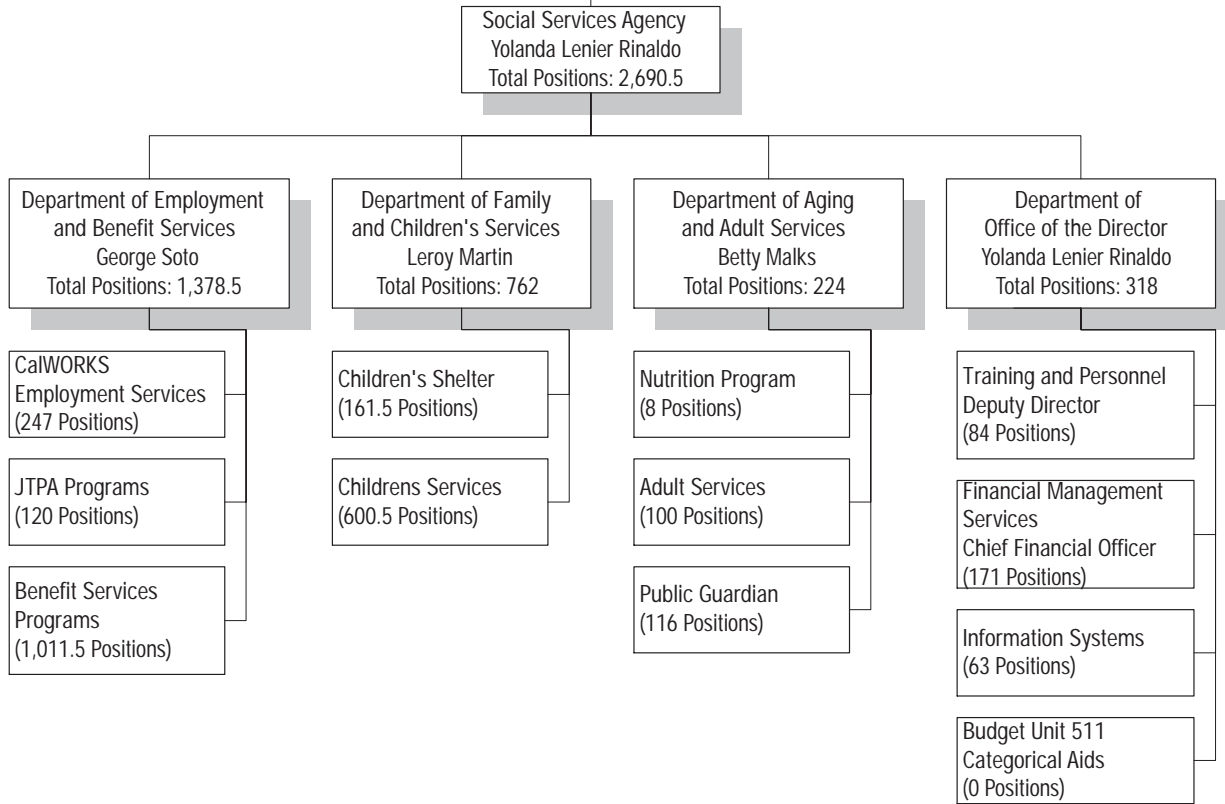 Social Services Agency
Yolanda Lenier Rinaldo
Total Positions: 2,690.5
Department of Employment
and Benefit Services
George Soto
Total Positions: 1,378.5
CalWORKS
Employment Services
(247 Positions)
JTPA Programs
(120 Positions)
Benefit Services
Programs
(1,011.5 Positions)
Department of Family
and Children's Services
Leroy Martin
Total Positions: 762
Children's Shelter
(161.5 Positions)
Childrens Services
(600.5 Positions)
Department of Aging
and Adult Services
Betty Malks
Total Positions: 224
Nutrition Program
(8 Positions)
Adult Services
(100 Positions)
Public Guardian
(116 Positions)
Department of
Office of the Director
Yolanda Lenier Rinaldo
Total Positions: 318
Training and Personnel
Deputy Director
(84 Positions)
Financial Management
Services
Chief Financial Officer
(171 Positions)
Information Systems
(63 Positions)
Budget Unit 511
Categorical Aids
(0 Positions)